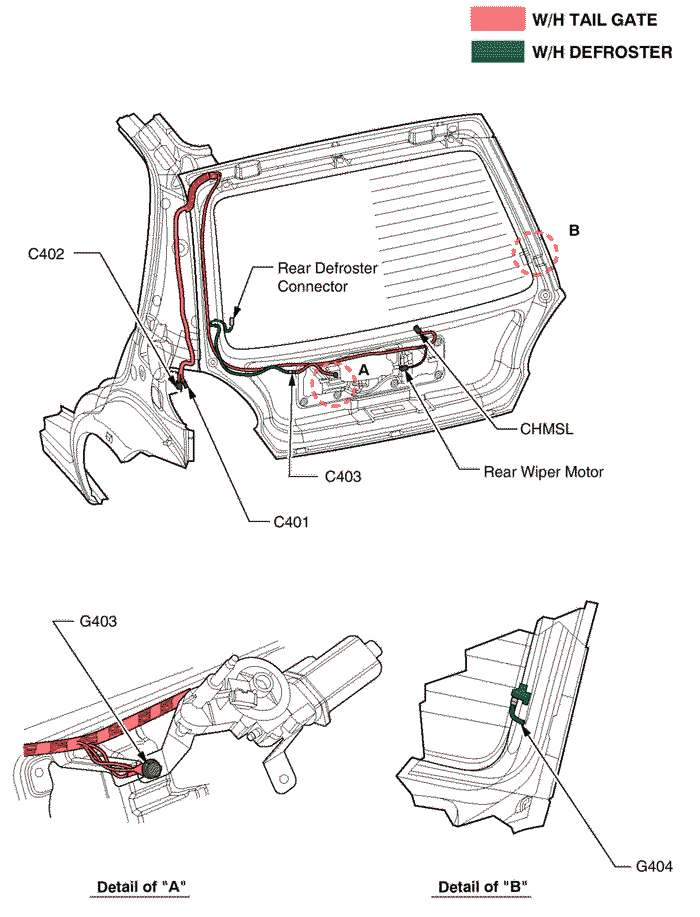 W/H TAIL GATE
W/H DEFROSTER
B
C402
Rear Defroster
Connector
A
CHMSL
Rear Wiper Motor
C403
C401
G403
G404
Detail of "A"
Detail of "B"